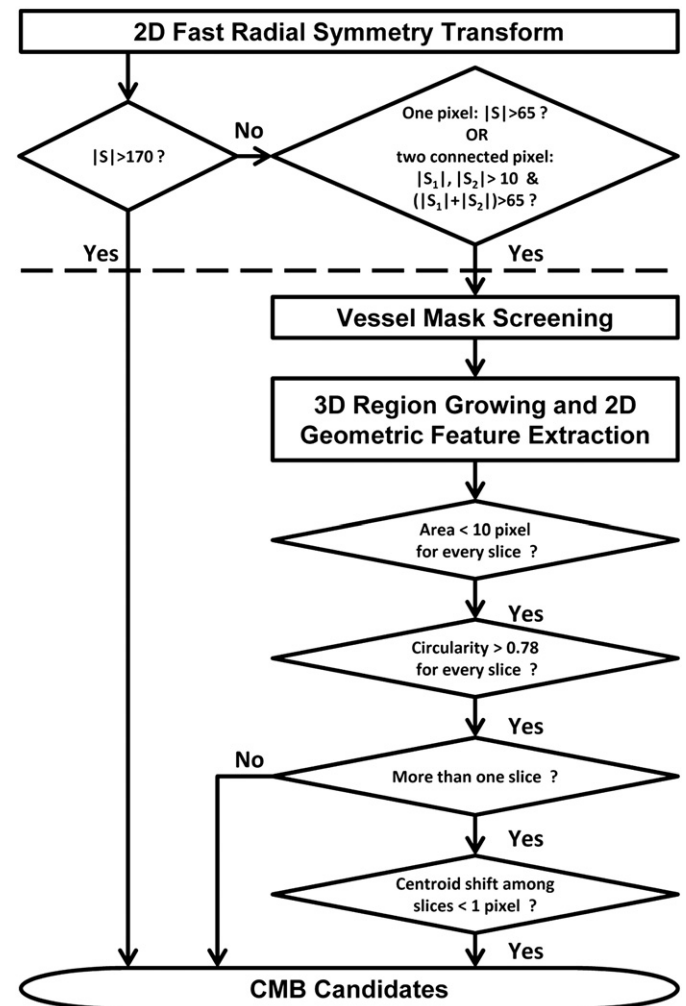 2D Fast Radial Symmetry Transform
|S|>170 ?
No
One pixel: |S|>65 ?
OR
two connected pixel:
|S₁|, |S₂|> 10 &
(|S₁|+|S₂|)>65 ?
Yes
Yes
Vessel Mask Screening
3D Region Growing and 2D
Geometric Feature Extraction
Area < 10 pixel
for every slice ?
Yes
Circularity > 0.78
for every slice ?
Yes
No
More than one slice ?
Yes
Centroid shift among
slices < 1 pixel ?
Yes
CMB Candidates